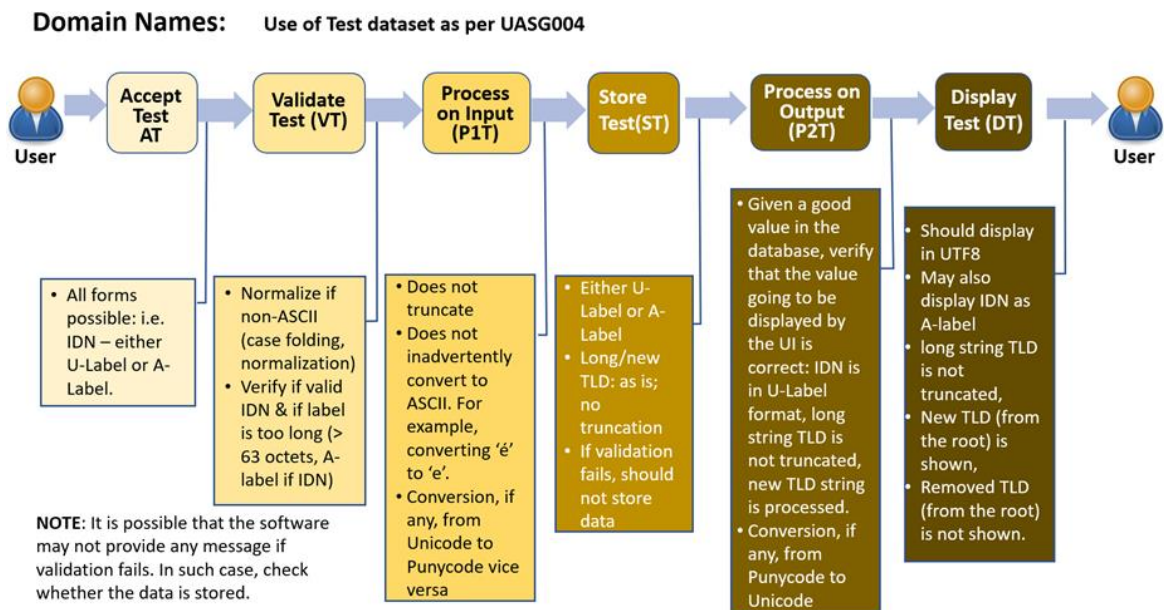 Domain Names: Use of Test dataset as per UASG004
User
Accept
Test
AT
Validate
Test (VT)
Process
on Input
(P1T)
Store
Test(ST)
Process on
Output
(P2T)
Display
Test (DT)
User
• All forms
possible: i.e.
IDN – either
U-Label or A-
Label.
• Normalize if
non-ASCII
(case folding,
normalization)
• Verify if valid
IDN & if label
is too long (>
63 octets, A-
label if IDN)
• Does not
truncate
• Does not
inadvertently
convert to
ASCII. For
example,
converting ‘é’
to ‘e’.
• Conversion, if
any, from
Unicode to
Punycode vice
versa
• Either U-
Label or A-
Label
• Long/new
TLD: as is;
no
truncation
• If validation
fails, should
not store
data
• Given a good
value in the
database, verify
that the value
going to be
displayed by
the UI is
correct: IDN is
in U-Label
format, long
string TLD is
not truncated,
new TLD string
is processed.
• Conversion, if
any, from
Punycode to
Unicode
• Should display
in UTF8
• May also
display IDN as
A-label
• long string TLD
is not
truncated,
• New TLD (from
the root) is
shown,
• Removed TLD
(from the root)
is not shown.
NOTE: It is possible that the software
may not provide any message if
validation fails. In such case, check
whether the data is stored.